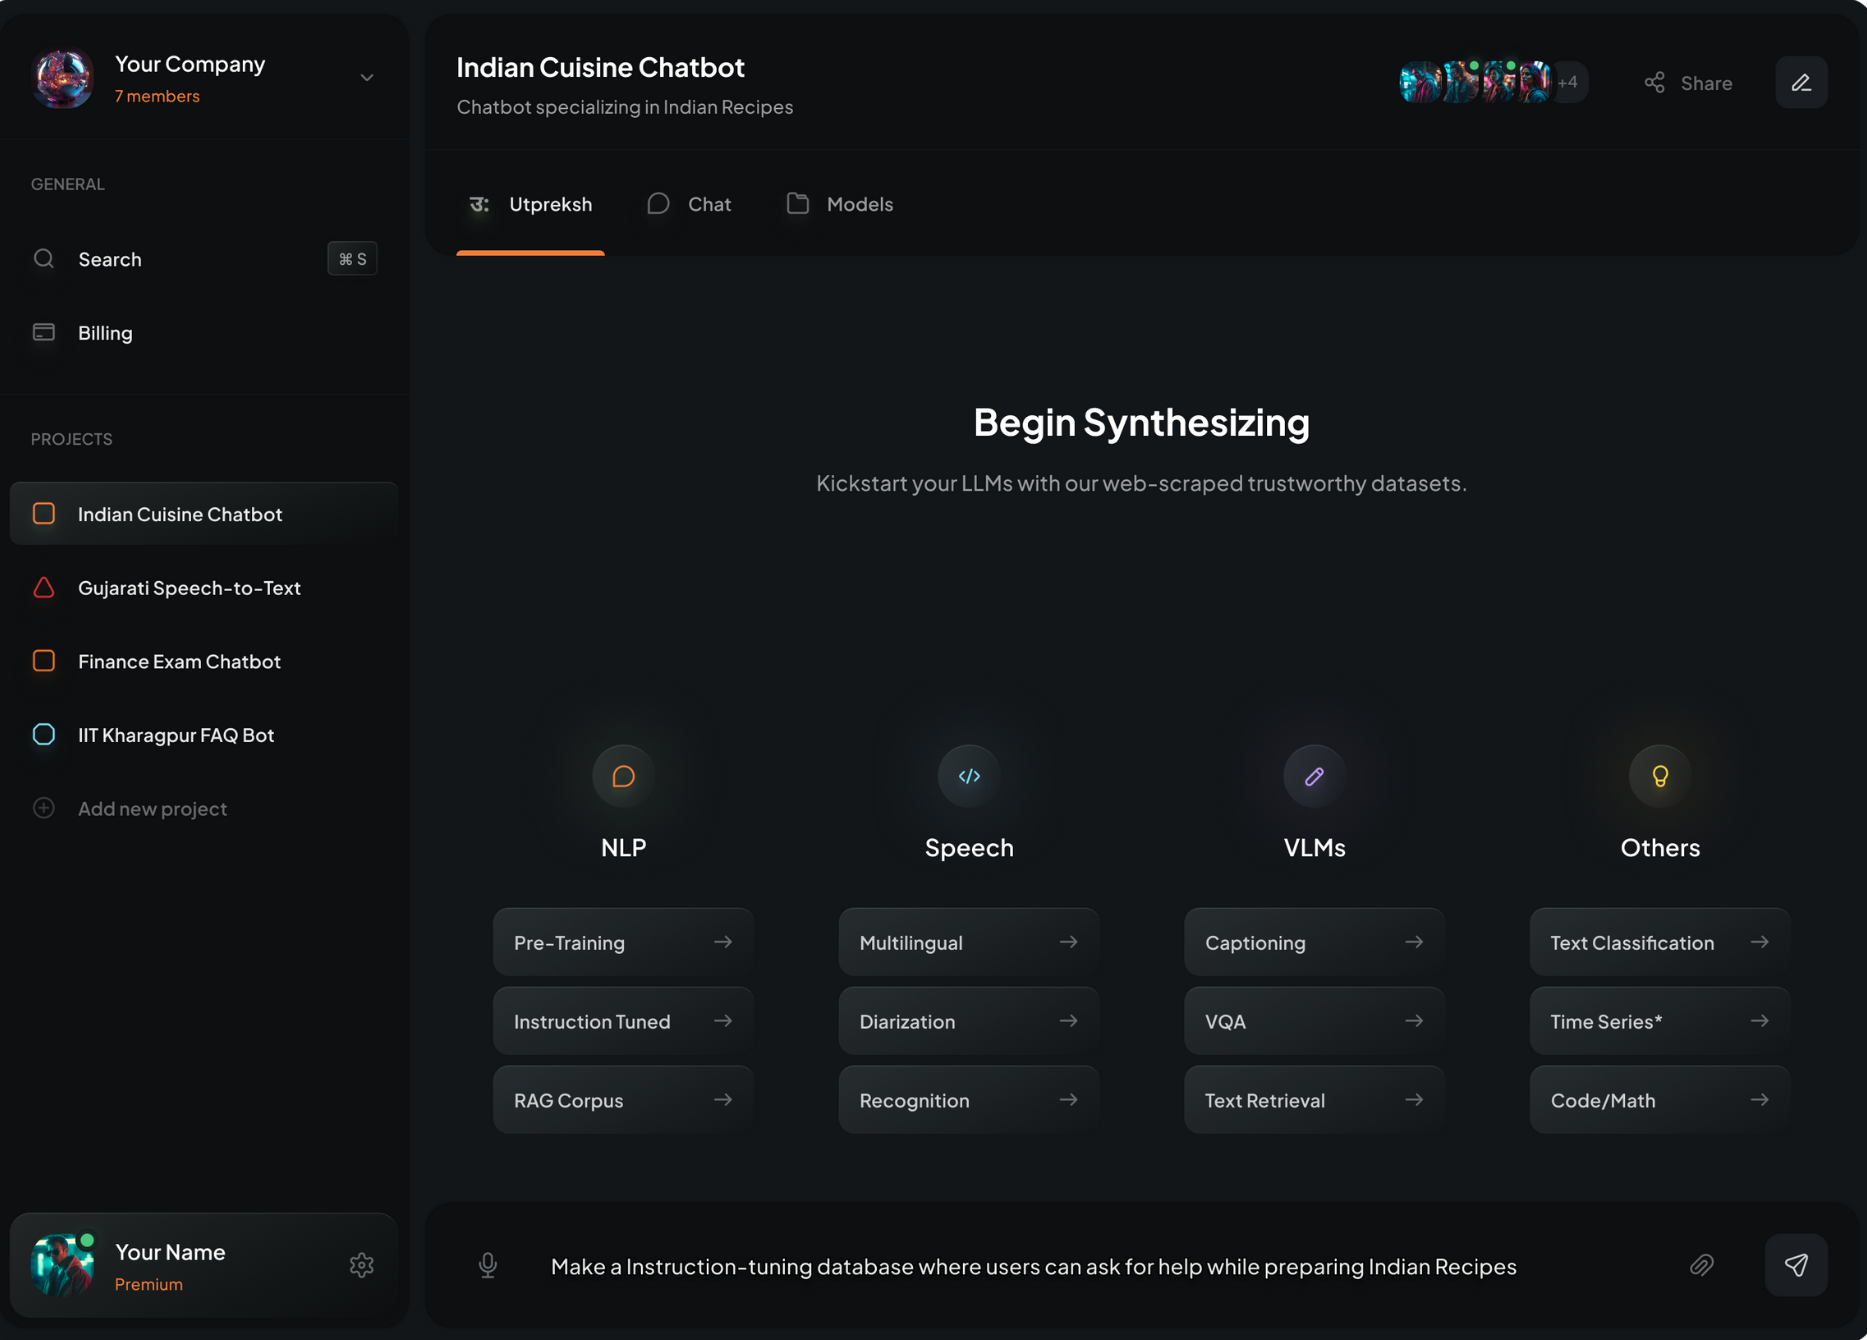 Your Company
7 members
GENERAL
Search
⌘ S
Billing
PROJECTS
Indian Cuisine Chatbot
Gujarati Speech-to-Text
Finance Exam Chatbot
IIT Kharagpur FAQ Bot
Add new project
Your Name
Premium
Indian Cuisine Chatbot
Chatbot specializing in Indian Recipes
+4
Share
उ: Utpreksh
Chat
Models
Begin Synthesizing
Kickstart your LLMs with our web-scraped trustworthy datasets.
NLP
Pre-Training
Instruction Tuned
RAG Corpus
</>
Speech
Multilingual
Diarization
Recognition
VLMs
Captioning
VQA
Text Retrieval
Others
Text Classification
Time Series*
Code/Math
Make a Instruction-tuning database where users can ask for help while preparing Indian Recipes